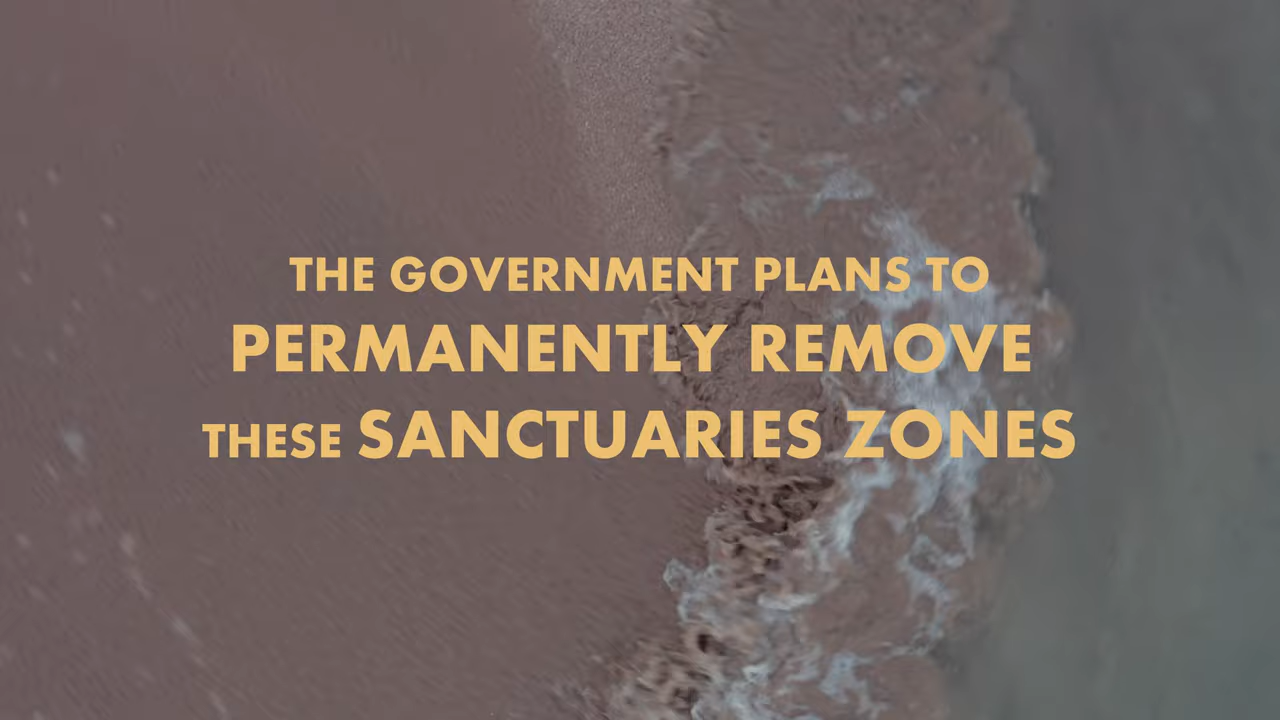 THE GOVERNMENT PLANS TO
PERMANENTLY REMOVE
THESE SANCTUARIES ZONES